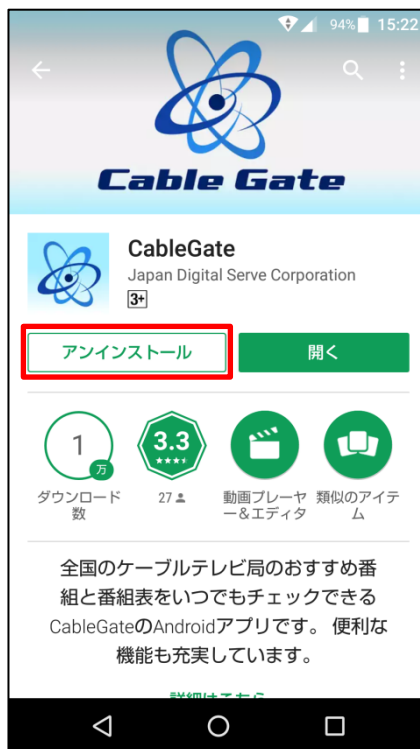 94% 15:22
Cable Gate
CableGate
Japan Digital Serve Corporation
3+
アンインストール
開く
1
万
3.3
ダウンロード
数
27
動画プレーヤ
ー&エディタ
類似のアイテ
ム
全国のケーブルテレビ局のおすすめ番
組と番組表をいつでもチェックできる
CableGateのAndroidアプリです。 便利な
機能も充実しています。
詳細はこちら